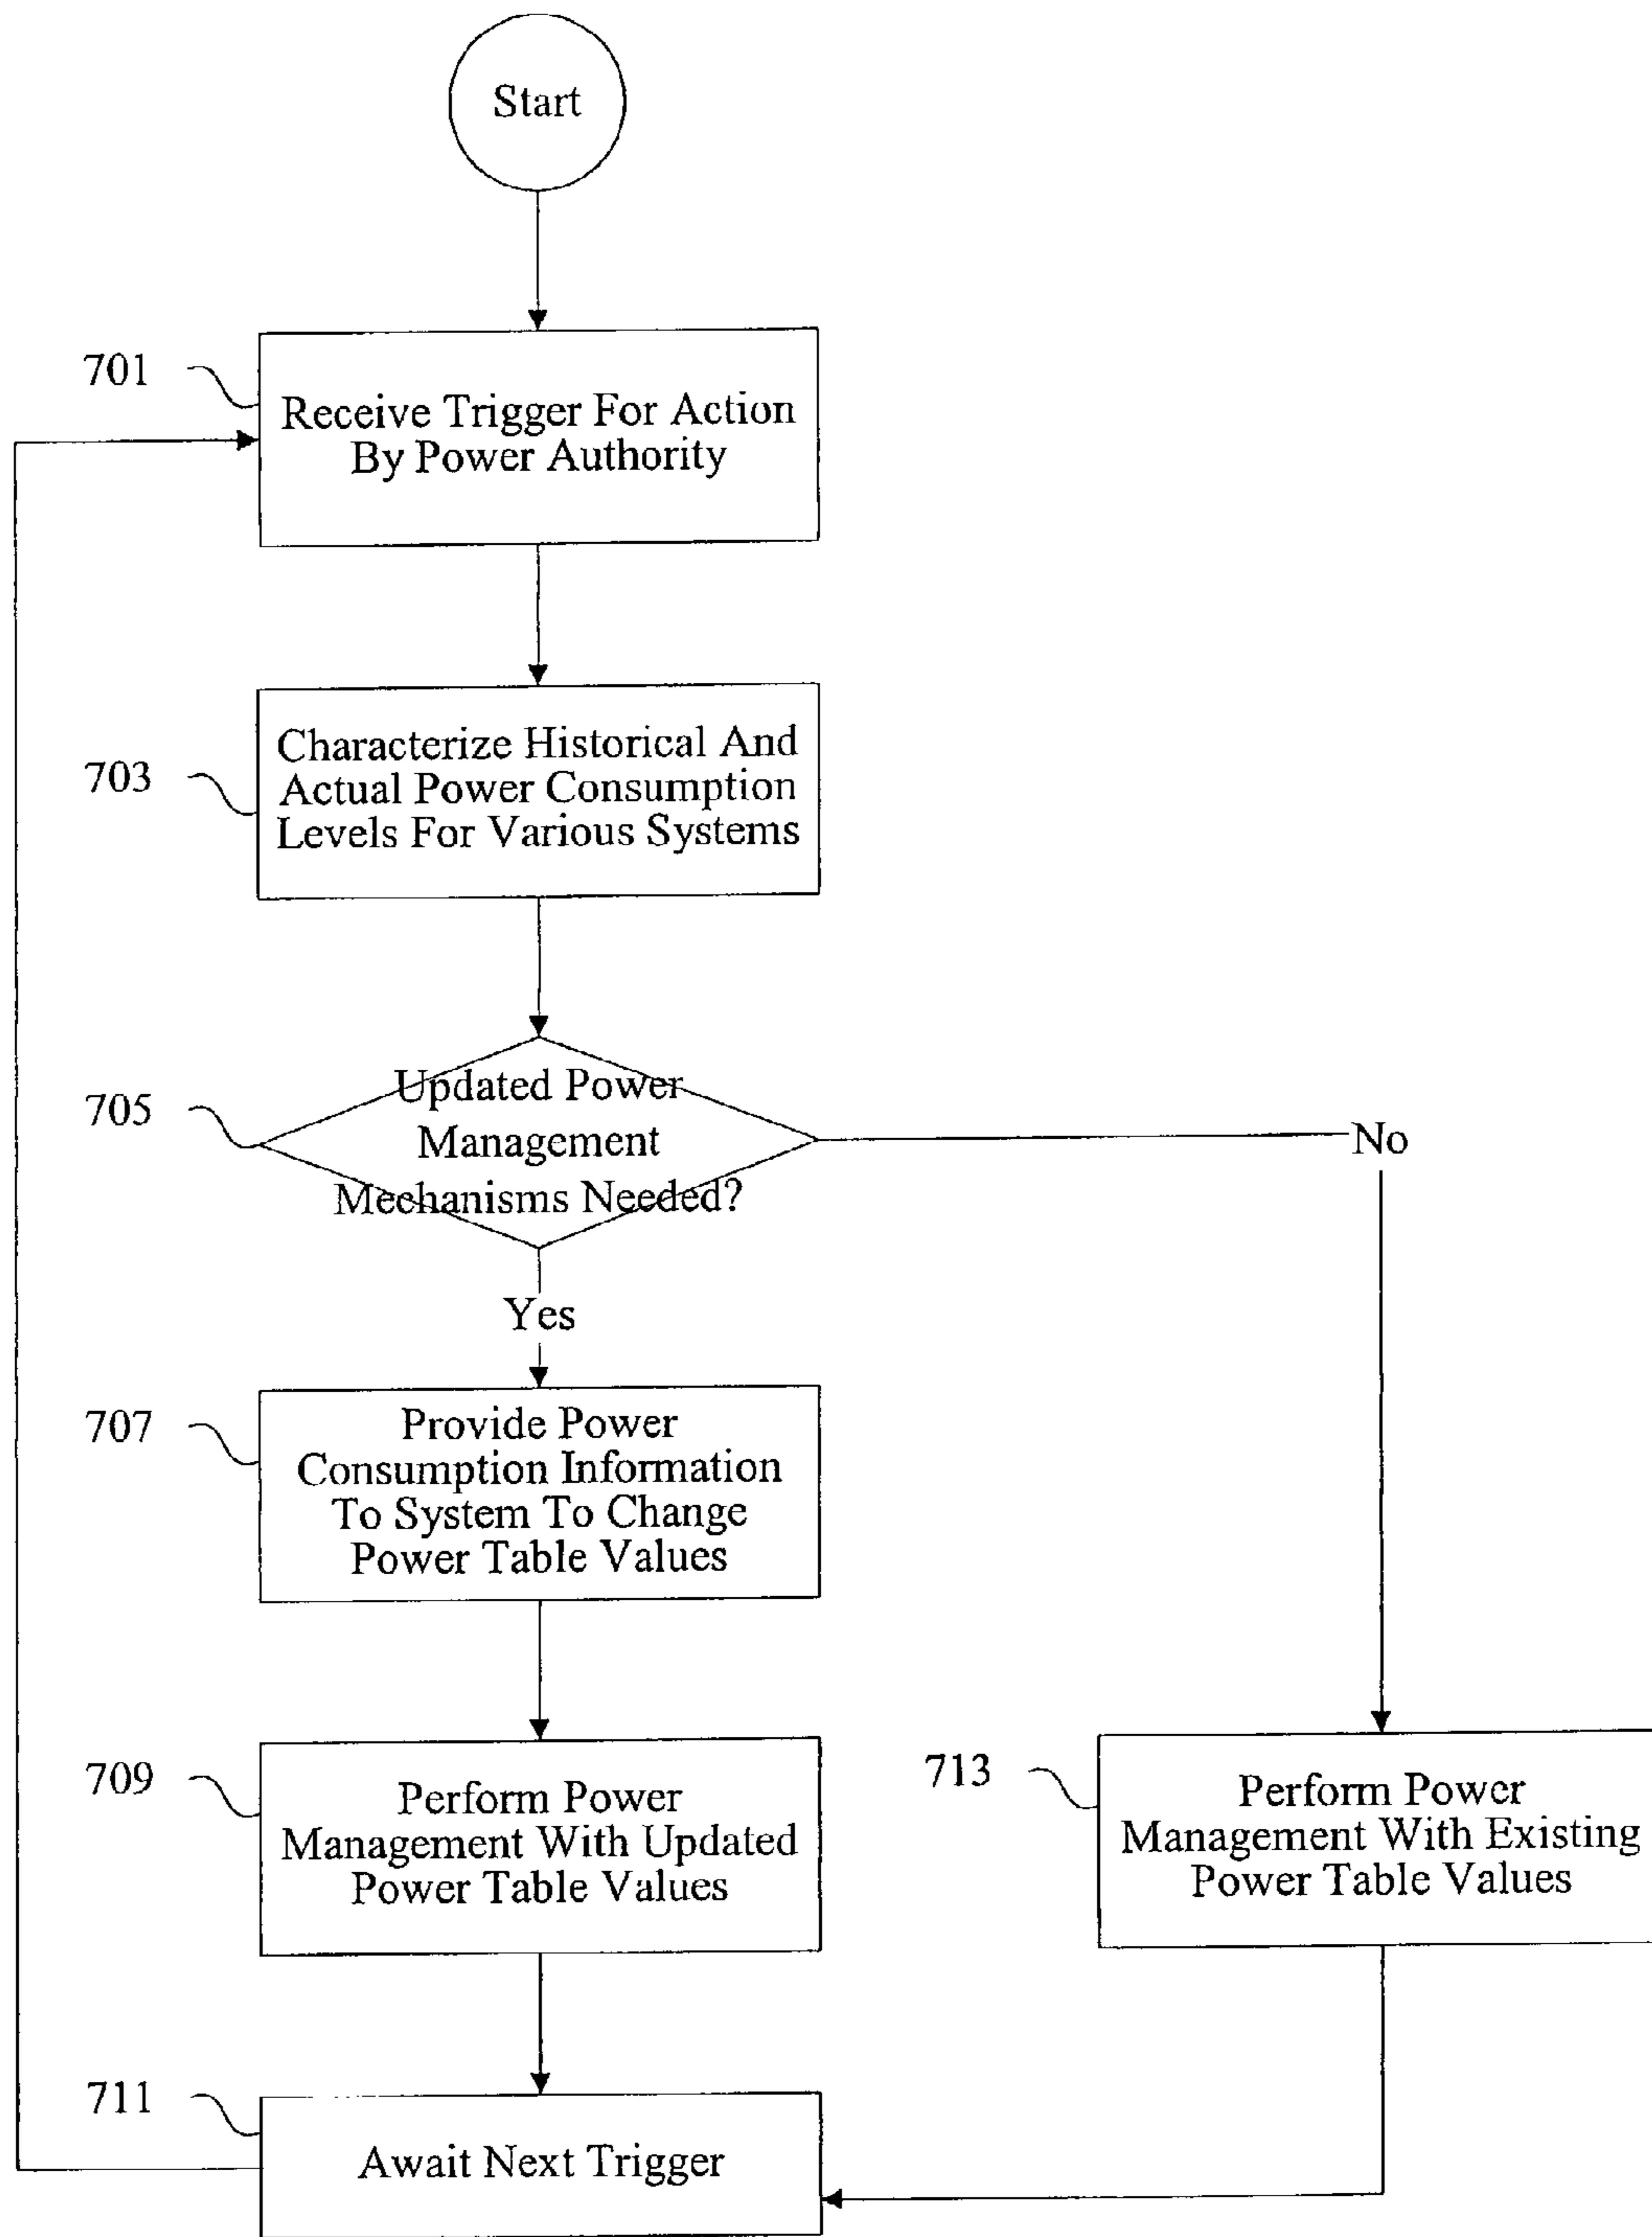 Start
701
Receive Trigger For Action
By Power Authority
703
Characterize Historical And
Actual Power Consumption
Levels For Various Systems
705
Updated Power
Management
Mechanisms Needed?
No
Yes
707
Provide Power
Consumption Information
To System To Change
Power Table Values
709
Perform Power
Management With Updated
Power Table Values
713
Perform Power
Management With Existing
Power Table Values
711
Await Next Trigger